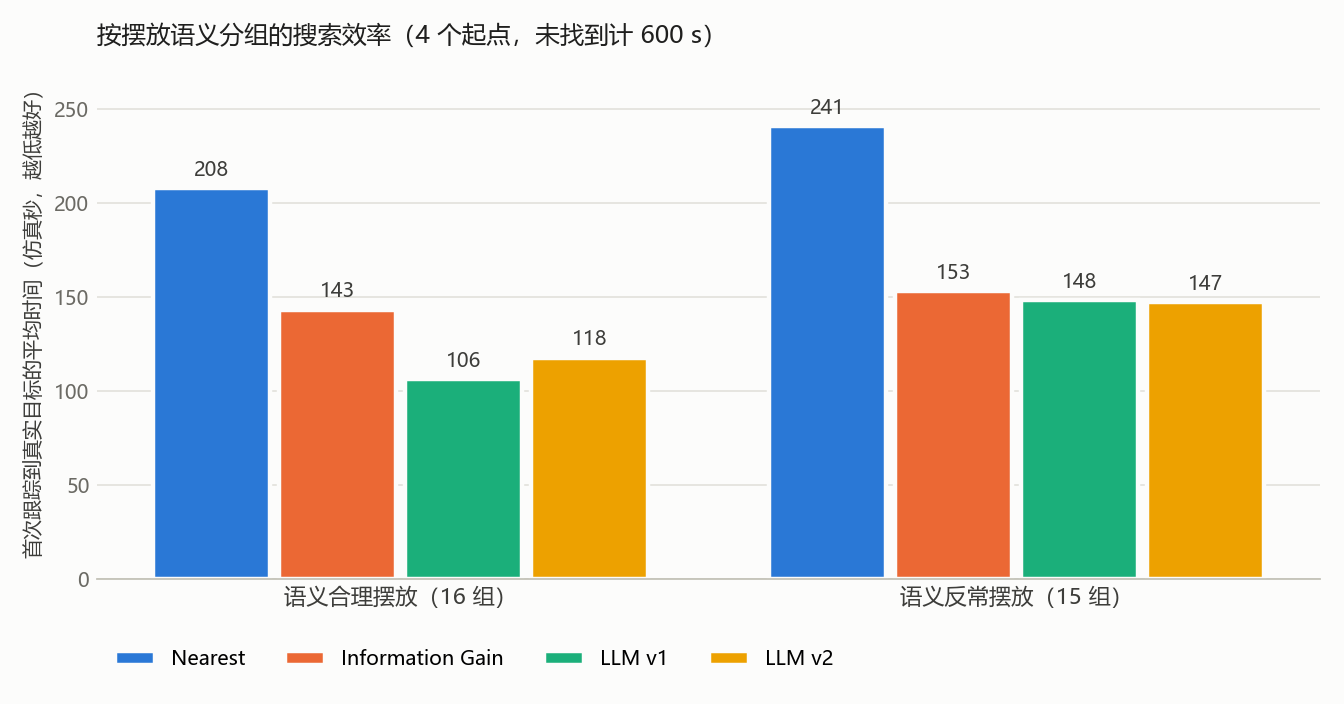 按摆放语义分组的搜索效率（4 个起点，未找到计 600 s）
首次跟踪到真实目标的平均时间（仿真秒，越低越好）
250
200
150
100
50
0
208
143
106
118
241
153
148
147
语义合理摆放（16 组）
语义反常摆放（15 组）
Nearest
Information Gain
LLM v1
LLM v2